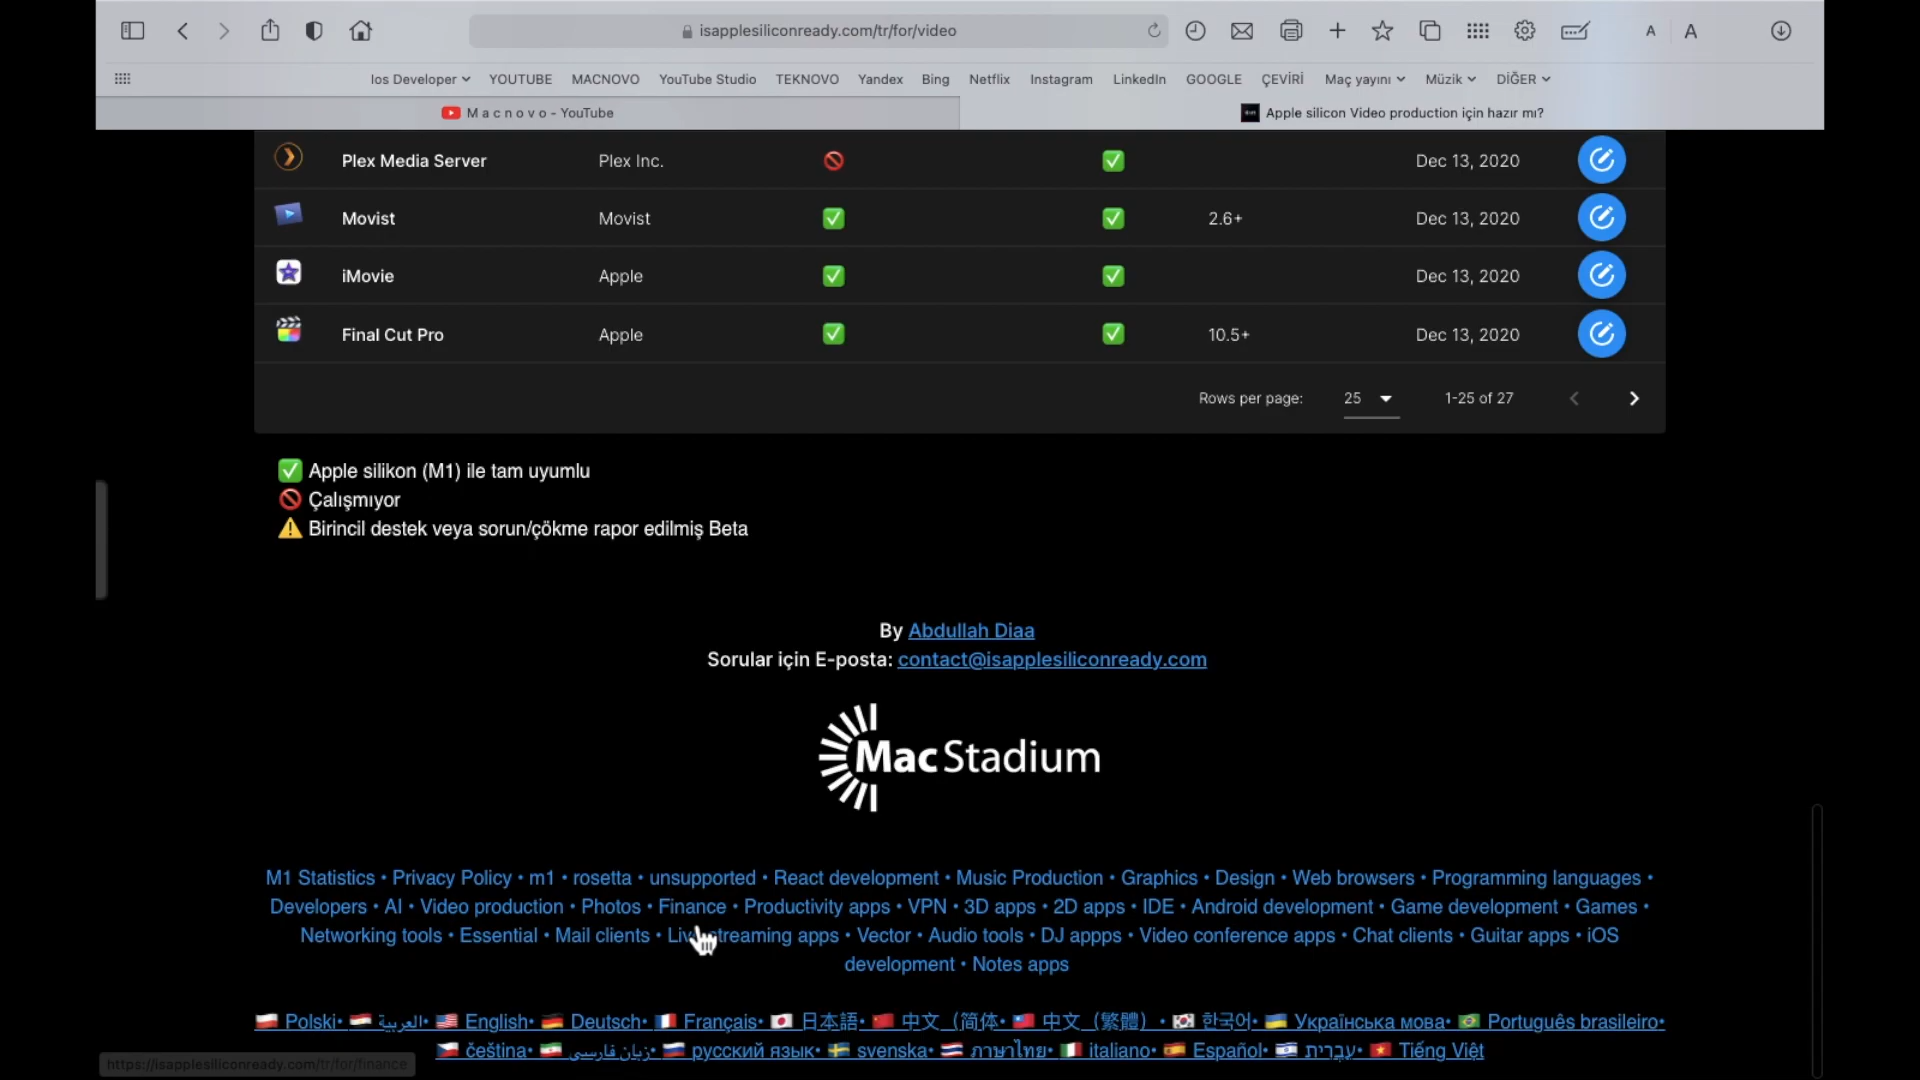 isapplesiliconready.com/tr/for/video
A A
Ios Developer YOUTUBE MACNOVO YouTube Studio TEKNOVO Yandex Bing Netflix Instagram LinkedIn GOOGLE ÇEVİRİ Maç yayını Müzik DİĞER
M a c n o v o - YouTube
Apple silicon Video production için hazır mı?
Plex Media Server Plex Inc. Dec 13, 2020
Movist Movist 2.6+ Dec 13, 2020
iMovie Apple Dec 13, 2020
Final Cut Pro Apple 10.5+ Dec 13, 2020
Rows per page: 25 1-25 of 27
Apple silikon (M1) ile tam uyumlu
Çalışmıyor
Birincil destek veya sorun/çökme rapor edilmiş Beta
By Abdullah Diaa
Sorular için E-posta: contact@isapplesiliconready.com
MacStadium
M1 Statistics • Privacy Policy • m1 • rosetta • unsupported • React development • Music Production • Graphics • Design • Web browsers • Programming languages •
Developers • AI • Video production • Photos • Finance • Productivity apps • VPN • 3D apps • 2D apps • IDE • Android development • Game development • Games •
Networking tools • Essential • Mail clients • Live streaming apps • Vector • Audio tools • DJ appps • Video conference apps • Chat clients • Guitar apps • iOS
development • Notes apps
Polski• العربية• English• Deutsch• Français• 日本語• 中文（简体• 中文（繁體）• 한국어• Українська мова• Português brasileiro•
čeština• زبان فارسی• русский язык• svenska• ภาษาไทย• italiano• Español• עברית• Tiếng Việt
https://isapplesiliconready.com/tr/for/finance